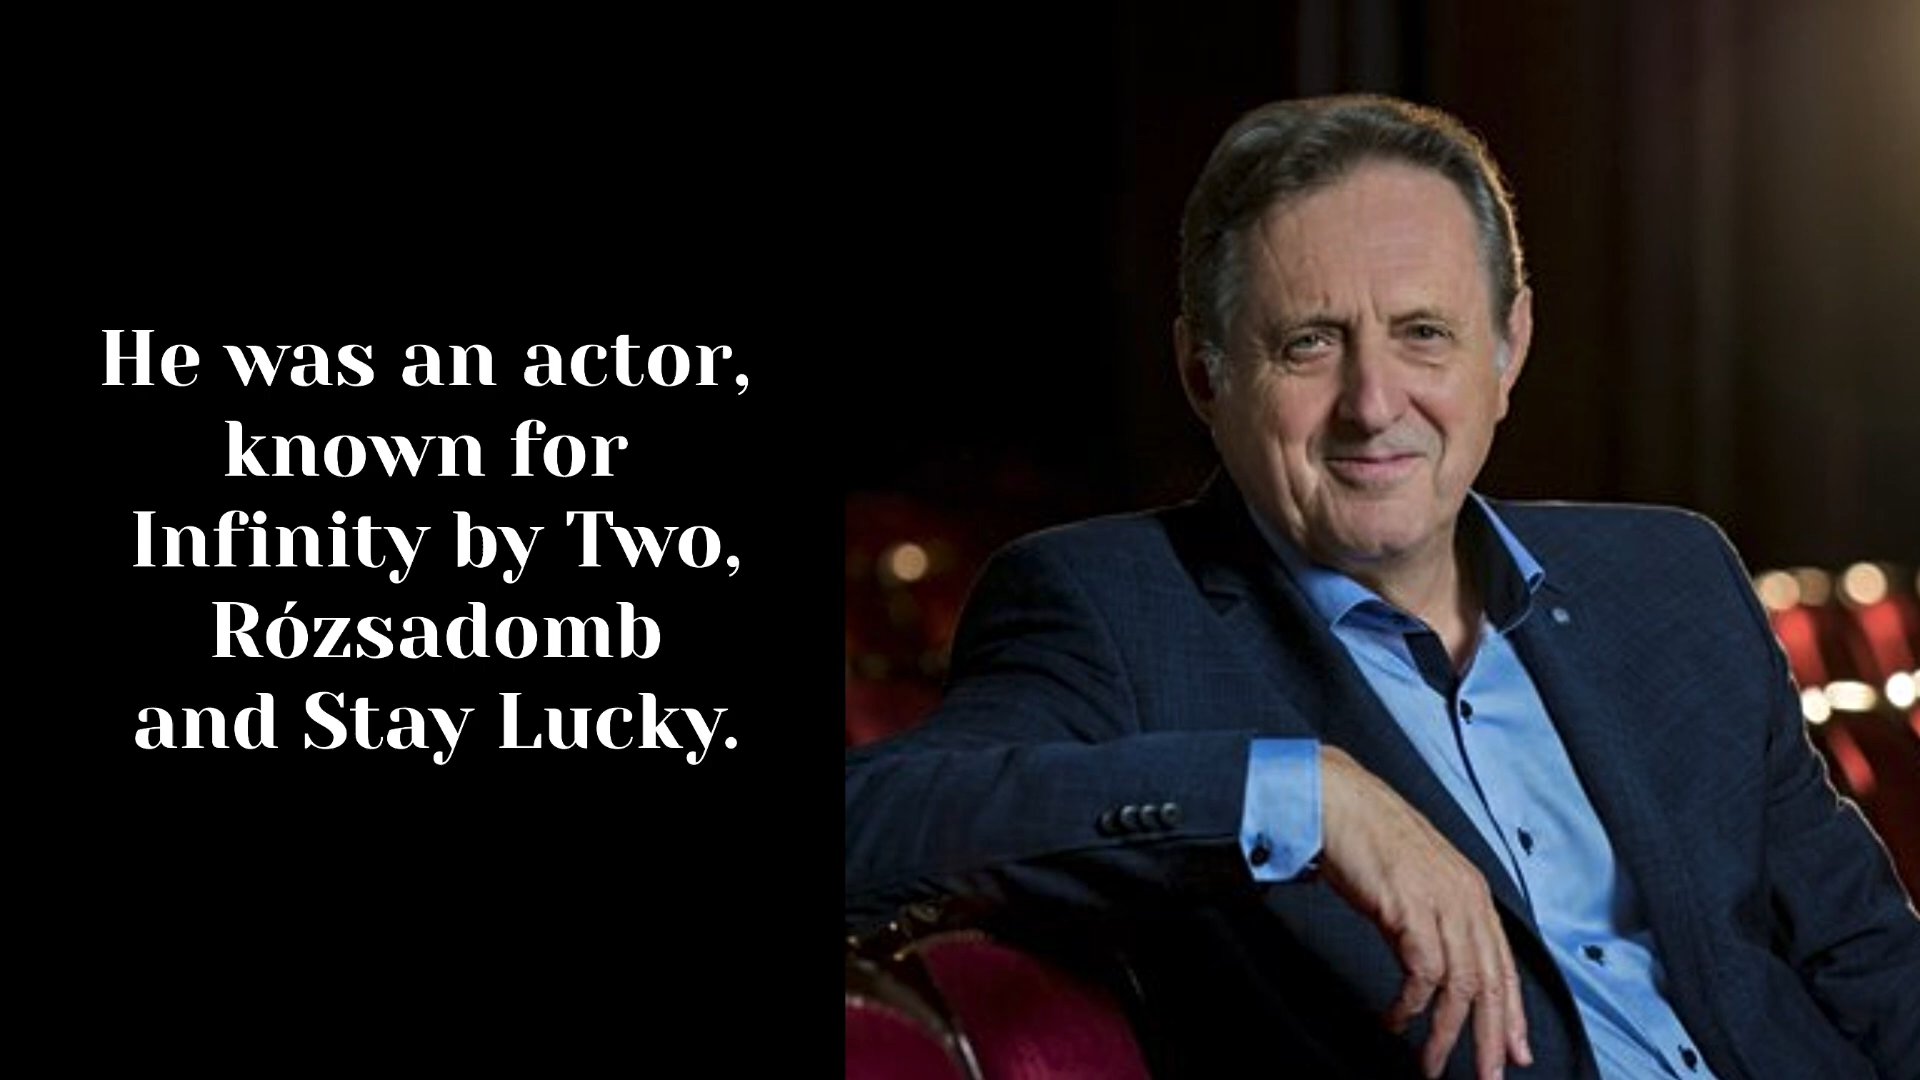 He was an actor,
known for
Infinity by Two,
Rózsadomb
and Stay Lucky.